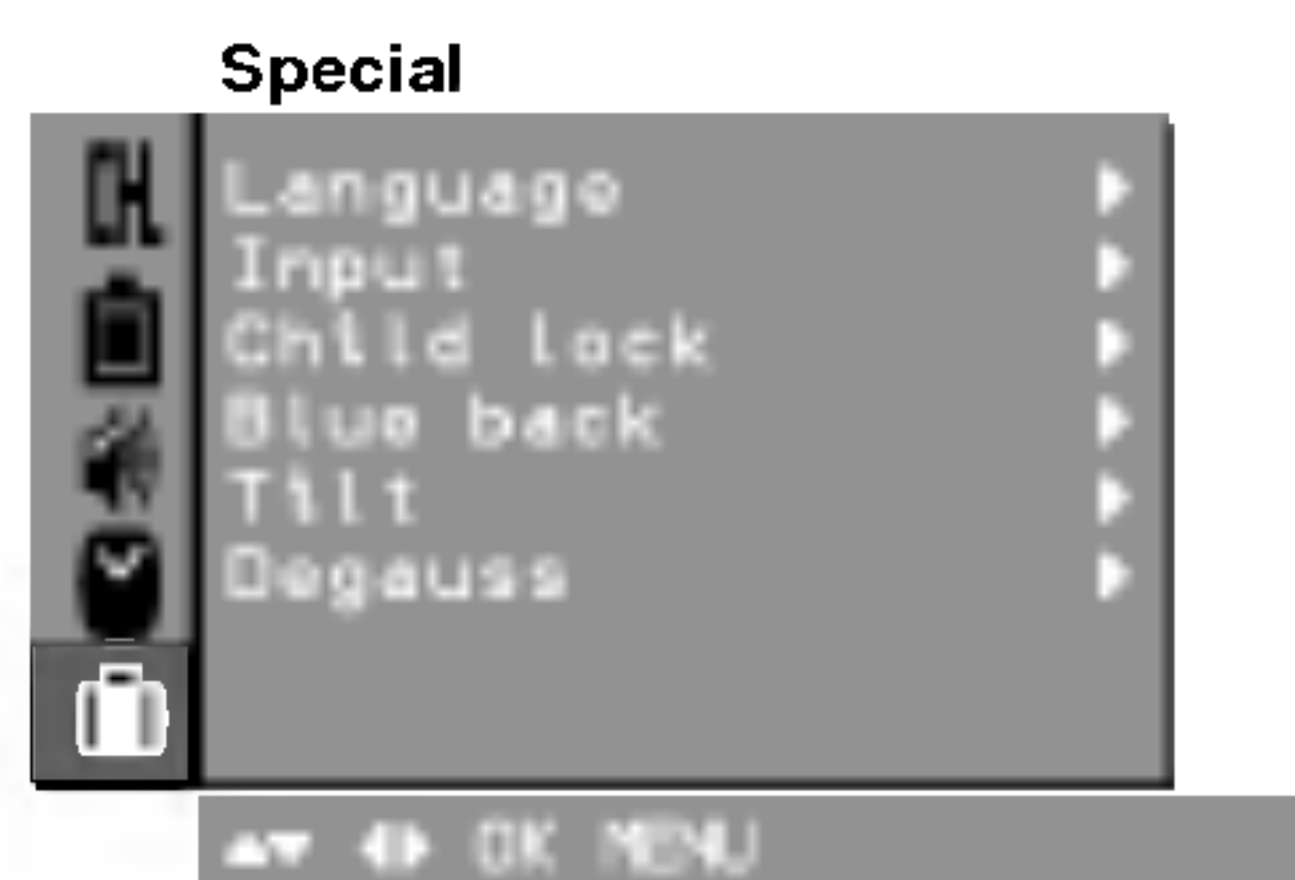 Special
Language
Input
Child lock
Blue back
Tilt
Degauss
OK MENU